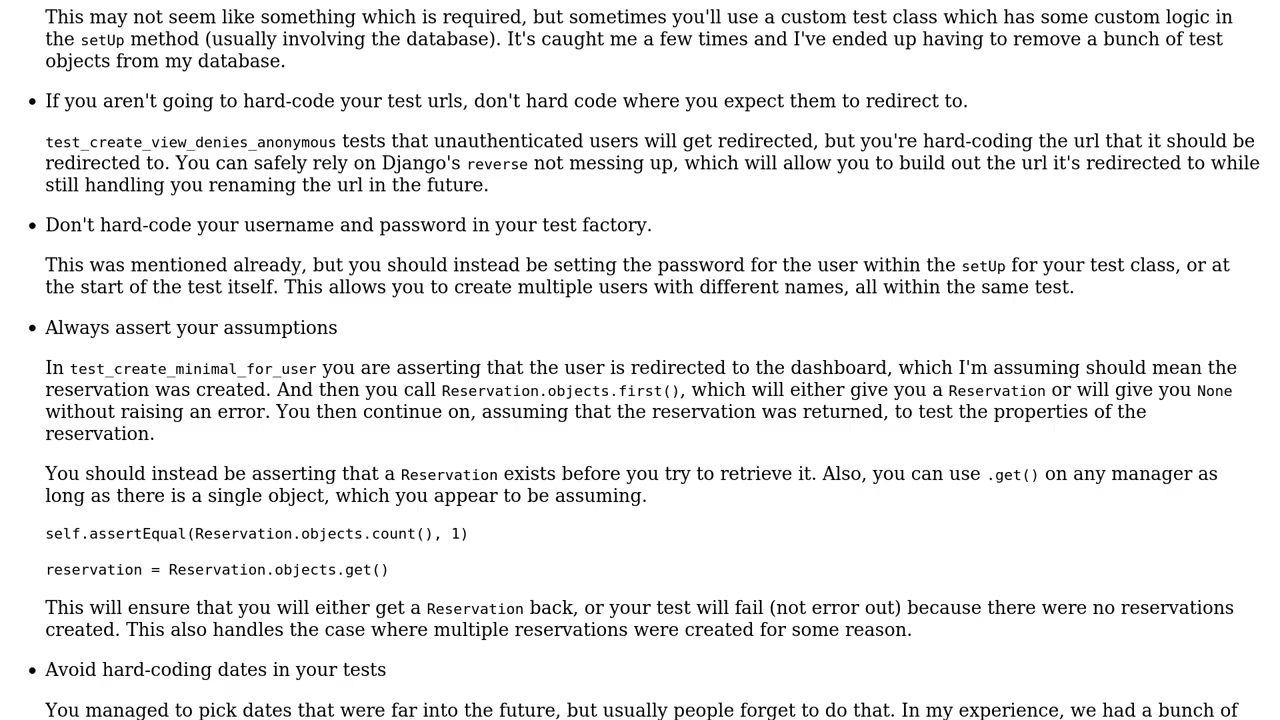 This may not seem like something which is required, but sometimes you'll use a custom test class which has some custom logic in
the setUp method (usually involving the database). It's caught me a few times and I've ended up having to remove a bunch of test
objects from my database.
• If you aren't going to hard-code your test urls, don't hard code where you expect them to redirect to.
test_create_view_denies_anonymous tests that unauthenticated users will get redirected, but you're hard-coding the url that it should be
redirected to. You can safely rely on Django's reverse not messing up, which will allow you to build out the url it's redirected to while
still handling you renaming the url in the future.
• Don't hard-code your username and password in your test factory.
This was mentioned already, but you should instead be setting the password for the user within the setUp for your test class, or at
the start of the test itself. This allows you to create multiple users with different names, all within the same test.
• Always assert your assumptions
In test_create_minimal_for_user you are asserting that the user is redirected to the dashboard, which I'm assuming should mean the
reservation was created. And then you call Reservation.objects.first(), which will either give you a Reservation or will give you None
without raising an error. You then continue on, assuming that the reservation was returned, to test the properties of the
reservation.
You should instead be asserting that a Reservation exists before you try to retrieve it. Also, you can use .get() on any manager as
long as there is a single object, which you appear to be assuming.
self.assertEqual(Reservation.objects.count(), 1)
reservation = Reservation.objects.get()
This will ensure that you will either get a Reservation back, or your test will fail (not error out) because there were no reservations
created. This also handles the case where multiple reservations were created for some reason.
• Avoid hard-coding dates in your tests
You managed to pick dates that were far into the future, but usually people forget to do that. In my experience, we had a bunch of